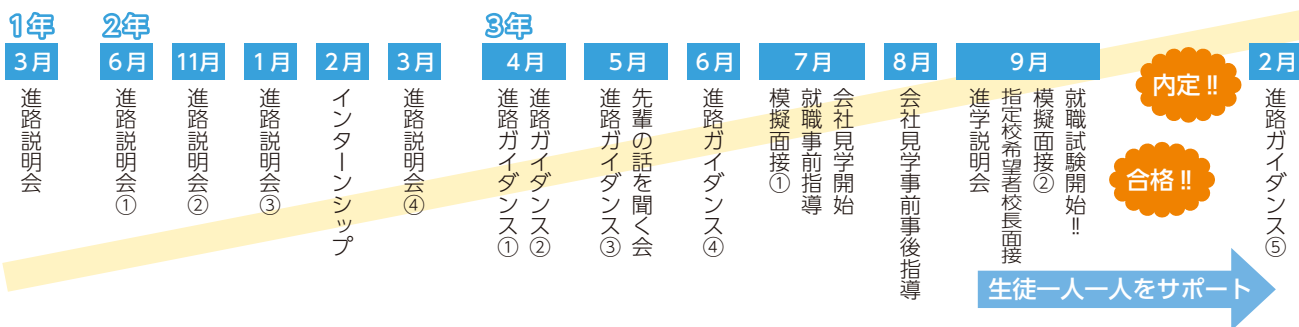 1年
3月
進路説明会
2年
6月
進路説明会①
11月
進路説明会②
1月
進路説明会③
2月
インターンシップ
3月
進路説明会④
3年
4月
進路ガイダンス②
進路ガイダンス①
5月
先輩の話を聞く会
進路ガイダンス③
6月
進路ガイダンス④
7月
会社見学開始
就職事前指導
模擬面接①
8月
会社見学事前事後指導
9月
就職試験開始!!
模擬面接②
指定校希望者校長面接
進学説明会
内定!!
合格!!
2月
進路ガイダンス⑤
生徒一人一人をサポート